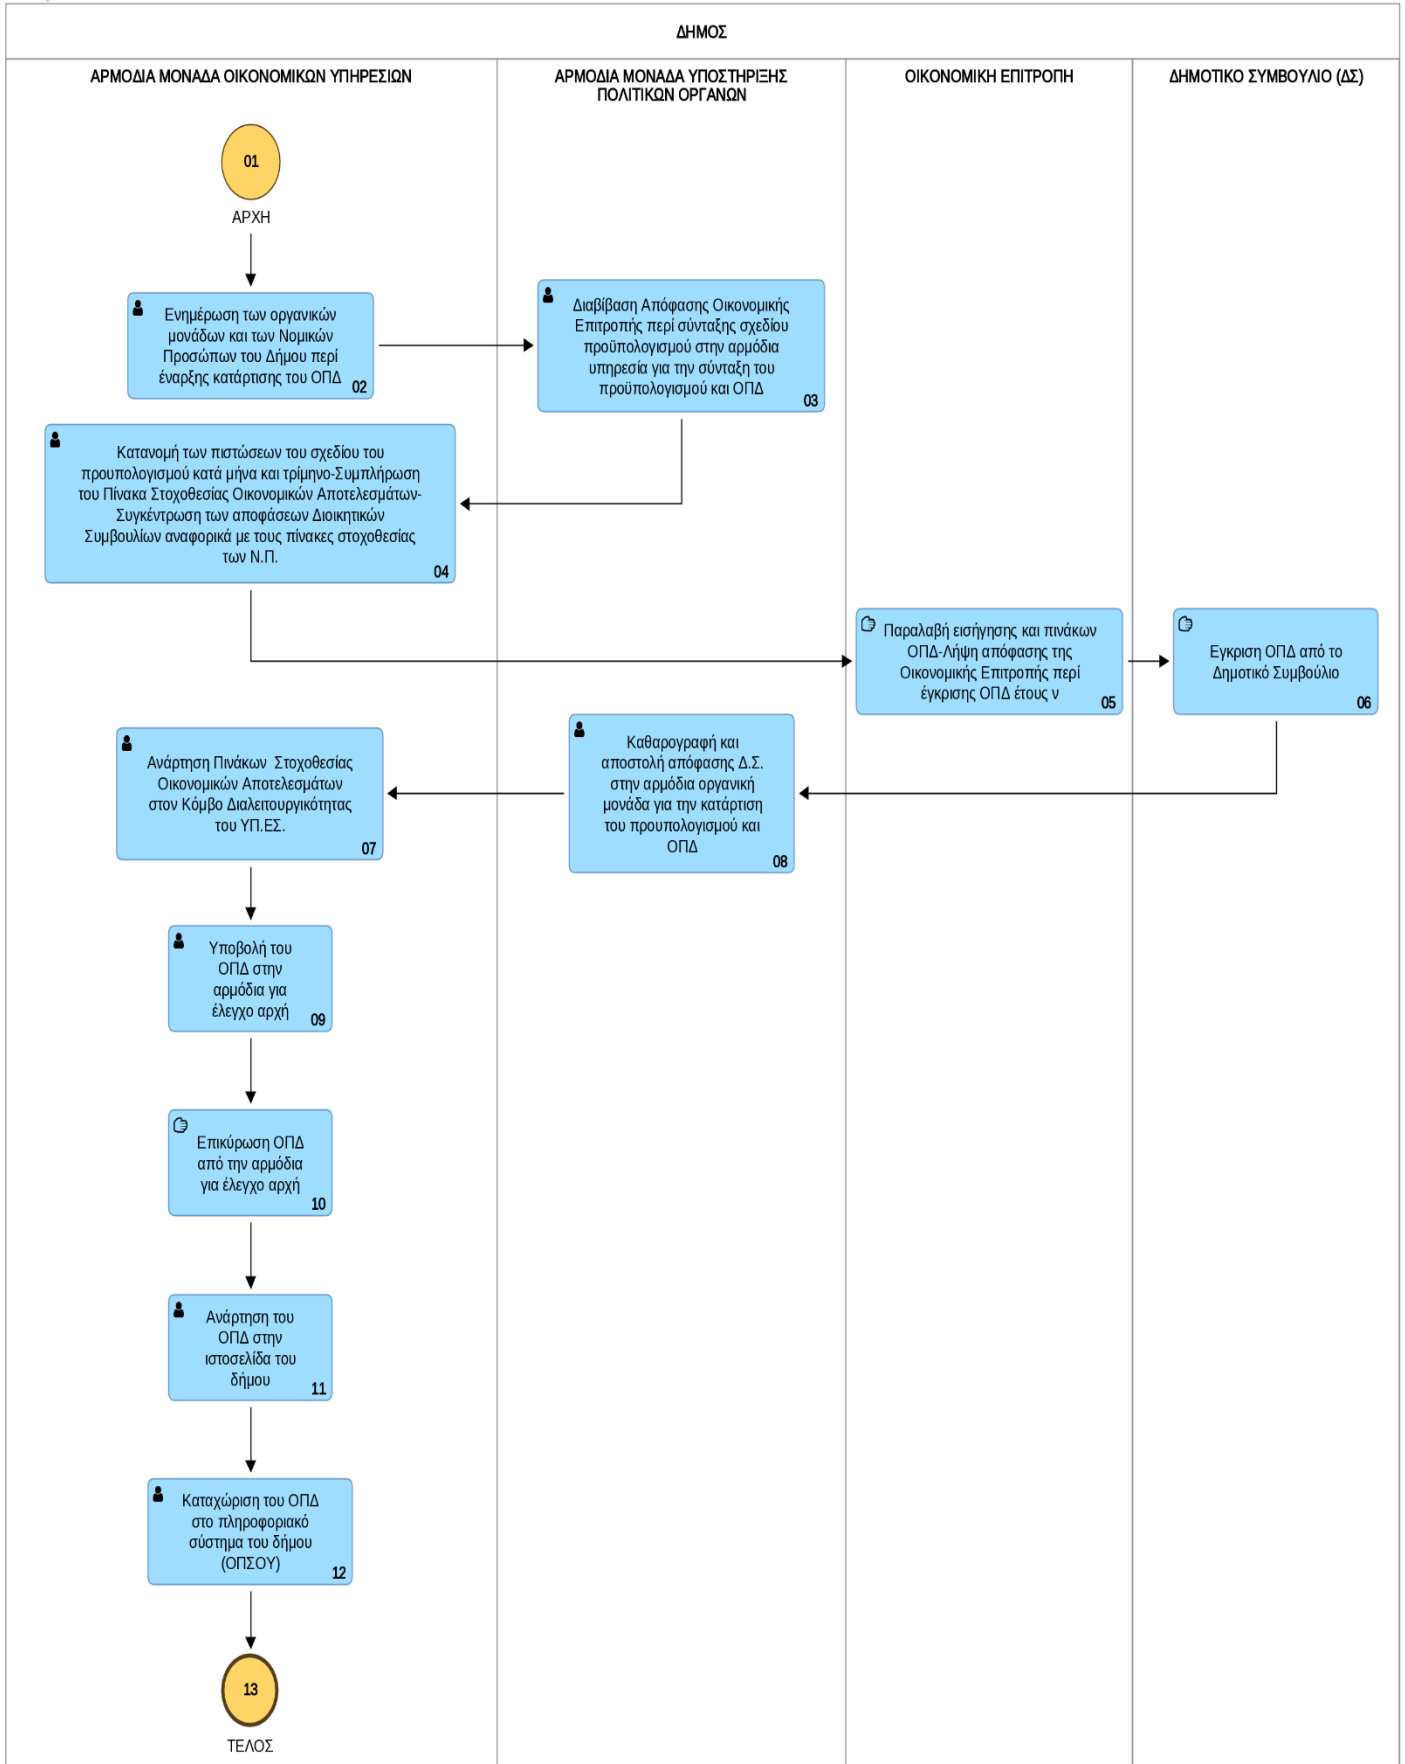 ΔΗΜΟΣ
ΑΡΜΟΔΙΑ ΜΟΝΑΔΑ ΟΙΚΟΝΟΜΙΚΩΝ ΥΠΗΡΕΣΙΩΝ
ΑΡΜΟΔΙΑ ΜΟΝΑΔΑ ΥΠΟΣΤΗΡΙΞΗΣ
ΠΟΛΙΤΙΚΩΝ ΟΡΓΑΝΩΝ
ΟΙΚΟΝΟΜΙΚΗ ΕΠΙΤΡΟΠΗ
ΔΗΜΟΤΙΚΟ ΣΥΜΒΟΥΛΙΟ (ΔΣ)
01
ΑΡΧΗ
Ενημέρωση των οργανικών
μονάδων και των Νομικών
Προσώπων του Δήμου περί
έναρξης κατάρτισης του ΟΠΔ
02
Διαβίβαση Απόφασης Οικονομικής
Επιτροπής περί σύνταξης σχεδίου
προϋπολογισμού στην αρμόδια
υπηρεσία για την σύνταξη του
προϋπολογισμού και ΟΠΔ
03
Κατανομή των πιστώσεων του σχεδίου του
προυπολογισμού κατά μήνα και τρίμηνο-Συμπλήρωση
του Πίνακα Στοχοθεσίας Οικονομικών Αποτελεσμάτων-
Συγκέντρωση των αποφάσεων Διοικητικών
Συμβουλίων αναφορικά με τους πίνακες στοχοθεσίας
των Ν.Π.
04
Παραλαβή εισήγησης και πινάκων
ΟΠΔ-Λήψη απόφασης της
Οικονομικής Επιτροπής περί
έγκρισης ΟΠΔ έτους ν
05
Εγκριση ΟΠΔ από το
Δημοτικό Συμβούλιο
06
Ανάρτηση Πινάκων  Στοχοθεσίας
Οικονομικών Αποτελεσμάτων
στον Κόμβο Διαλειτουργικότητας
του ΥΠ.ΕΣ.
07
Καθαρογραφή και
αποστολή απόφασης Δ.Σ.
στην αρμόδια οργανική
μονάδα για την κατάρτιση
του προυπολογισμού και
ΟΠΔ
08
Υποβολή του
ΟΠΔ στην
αρμόδια για
έλεγχο αρχή
09
Επικύρωση ΟΠΔ
από την αρμόδια
για έλεγχο αρχή
10
Ανάρτηση του
ΟΠΔ στην
ιστοσελίδα του
δήμου
11
Καταχώριση του ΟΠΔ
στο πληροφοριακό
σύστημα του δήμου
(ΟΠΣΟΥ)
12
13
ΤΕΛΟΣ